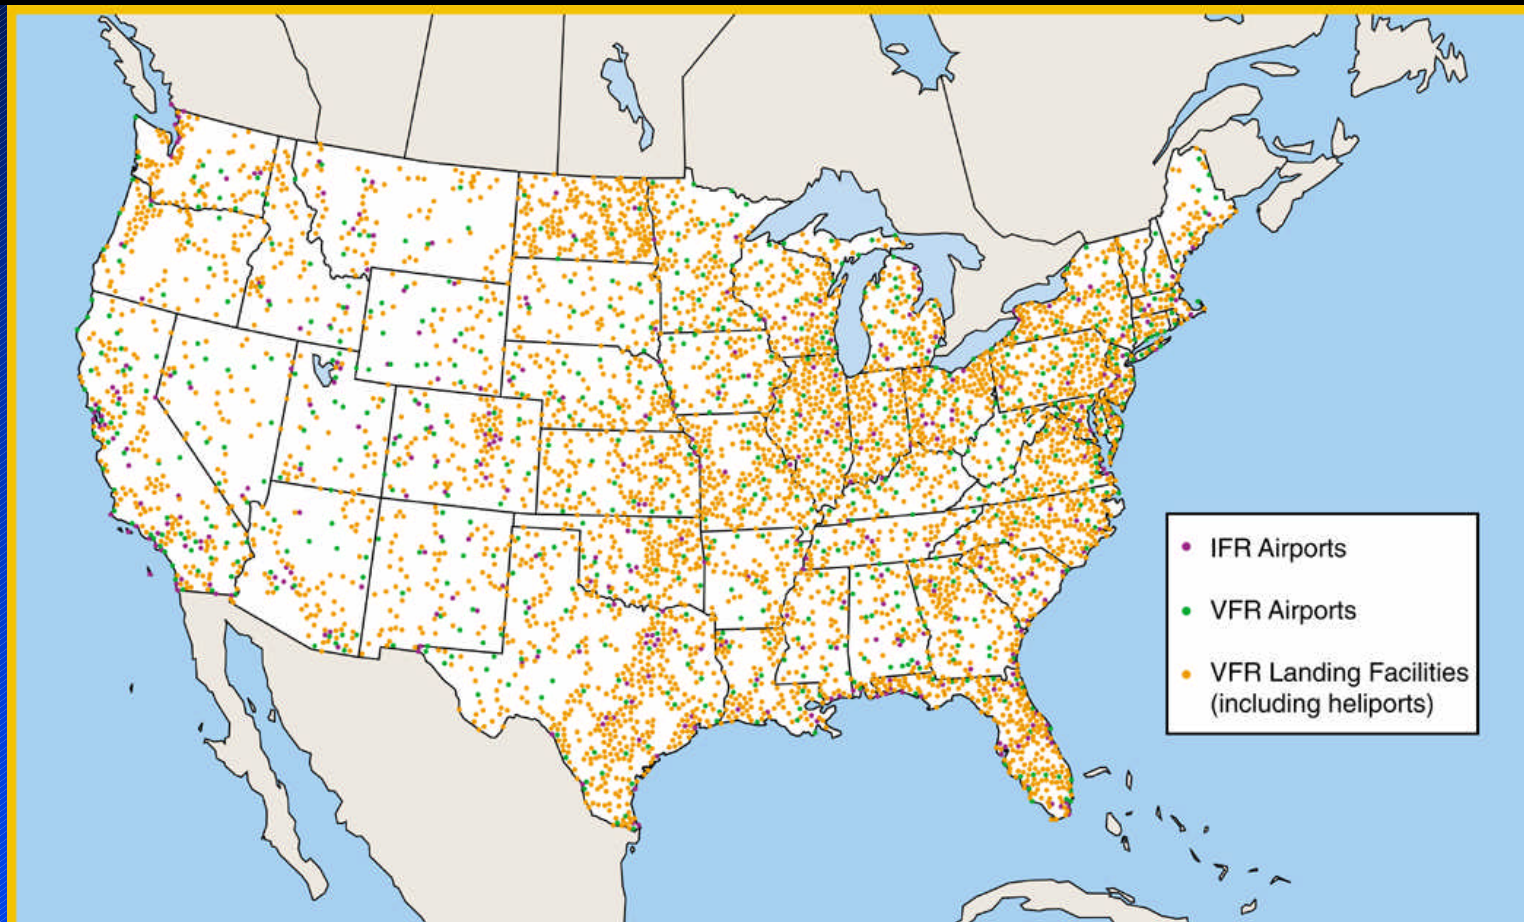 IFR Airports
VFR Airports
VFR Landing Facilities
(including heliports)